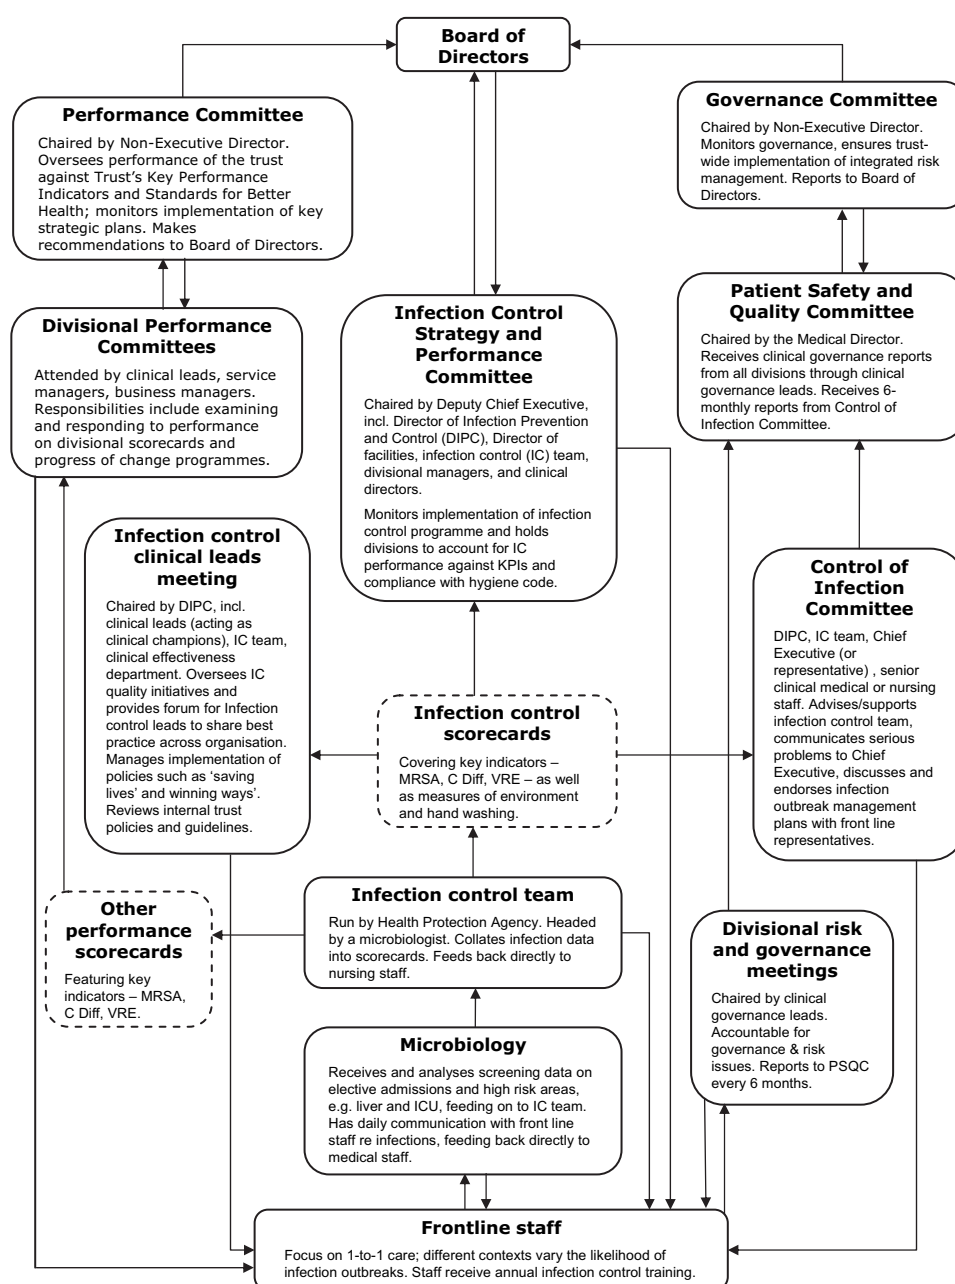 Board of
Directors
Performance Committee
Chaired by Non-Executive Director.
Oversees performance of the trust
against Trust's Key Performance
Indicators and Standards for Better
Health; monitors implementation of key
strategic plans. Makes
recommendations to Board of Directors.
Governance Committee
Chaired by Non-Executive Director.
Monitors governance, ensures trust-
wide implementation of integrated risk
management. Reports to Board of
Directors.
Divisional Performance
Committees
Attended by clinical leads, service
managers, business managers.
Responsibilities include examining
and responding to performance
on divisional scorecards and
progress of change programmes.
Infection Control
Strategy and
Performance
Committee
Chaired by Deputy Chief Executive,
incl. Director of Infection Prevention
and Control (DIPC), Director of
facilities, infection control (IC) team,
divisional managers, and clinical
directors.
Monitors implementation of infection
control programme and holds
divisions to account for IC
performance against KPIs and
compliance with hygiene code.
Patient Safety and
Quality Committee
Chaired by the Medical Director.
Receives clinical governance reports
from all divisions through clinical
governance leads. Receives 6-
monthly reports from Control of
Infection Committee.
Infection control
clinical leads
meeting
Chaired by DIPC, incl.
clinical leads (acting as
clinical champions), IC team,
clinical effectiveness
department. Oversees IC
quality initiatives and
provides forum for Infection
control leads to share best
practice across organisation.
Manages implementation of
policies such as 'saving
lives' and winning ways'.
Reviews internal trust
policies and guidelines.
Infection control
scorecards
Covering key indicators –
MRSA, C Diff, VRE – as well
as measures of environment
and hand washing.
Control of
Infection
Committee
DIPC, IC team, Chief
Executive (or
representative) , senior
clinical medical or nursing
staff. Advises/supports
infection control team,
communicates serious
problems to Chief
Executive, discusses and
endorses infection
outbreak management
plans with front line
representatives.
Other
performance
scorecards
Featuring key
indicators – MRSA,
C Diff, VRE.
Infection control team
Run by Health Protection Agency. Headed
by a microbiologist. Collates infection data
into scorecards. Feeds back directly to
nursing staff.
Divisional risk
and governance
meetings
Chaired by clinical
governance leads.
Accountable for
governance & risk
issues. Reports to PSQC
every 6 months.
Microbiology
Receives and analyses screening data on
elective admissions and high risk areas,
e.g. liver and ICU, feeding on to IC team.
Has daily communication with front line
staff re infections, feeding back directly to
medical staff.
Frontline staff
Focus on 1-to-1 care; different contexts vary the likelihood of
infection outbreaks. Staff receive annual infection control training.